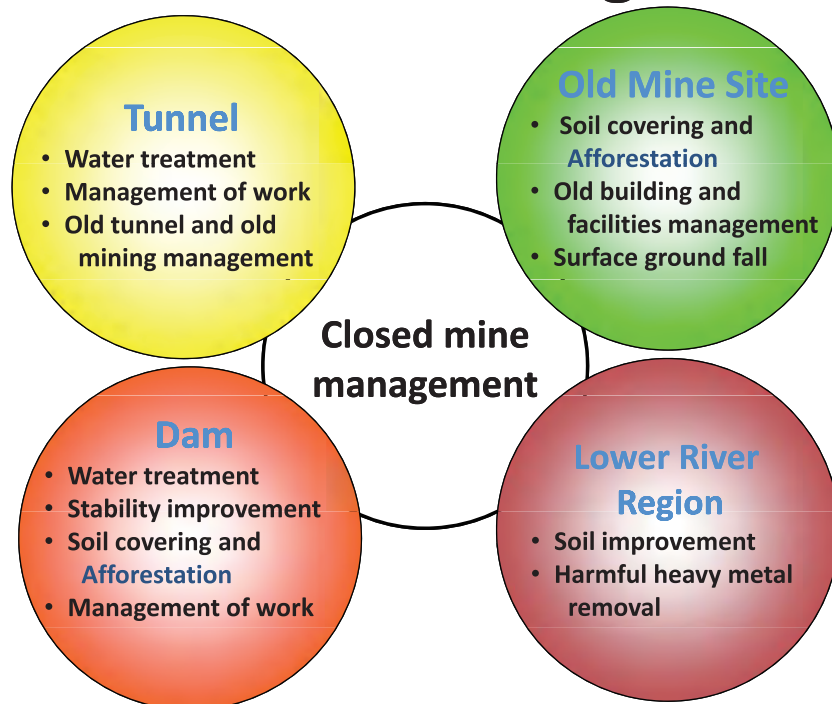 Tunnel
• Water treatment
• Management of work
• Old tunnel and old
mining management
Old Mine Site
• Soil covering and
Afforestation
• Old building and
facilities management
• Surface ground fall
Closed mine
management
Dam
• Water treatment
• Stability improvement
• Soil covering and
Afforestation
• Management of work
Lower River
Region
• Soil improvement
• Harmful heavy metal
removal